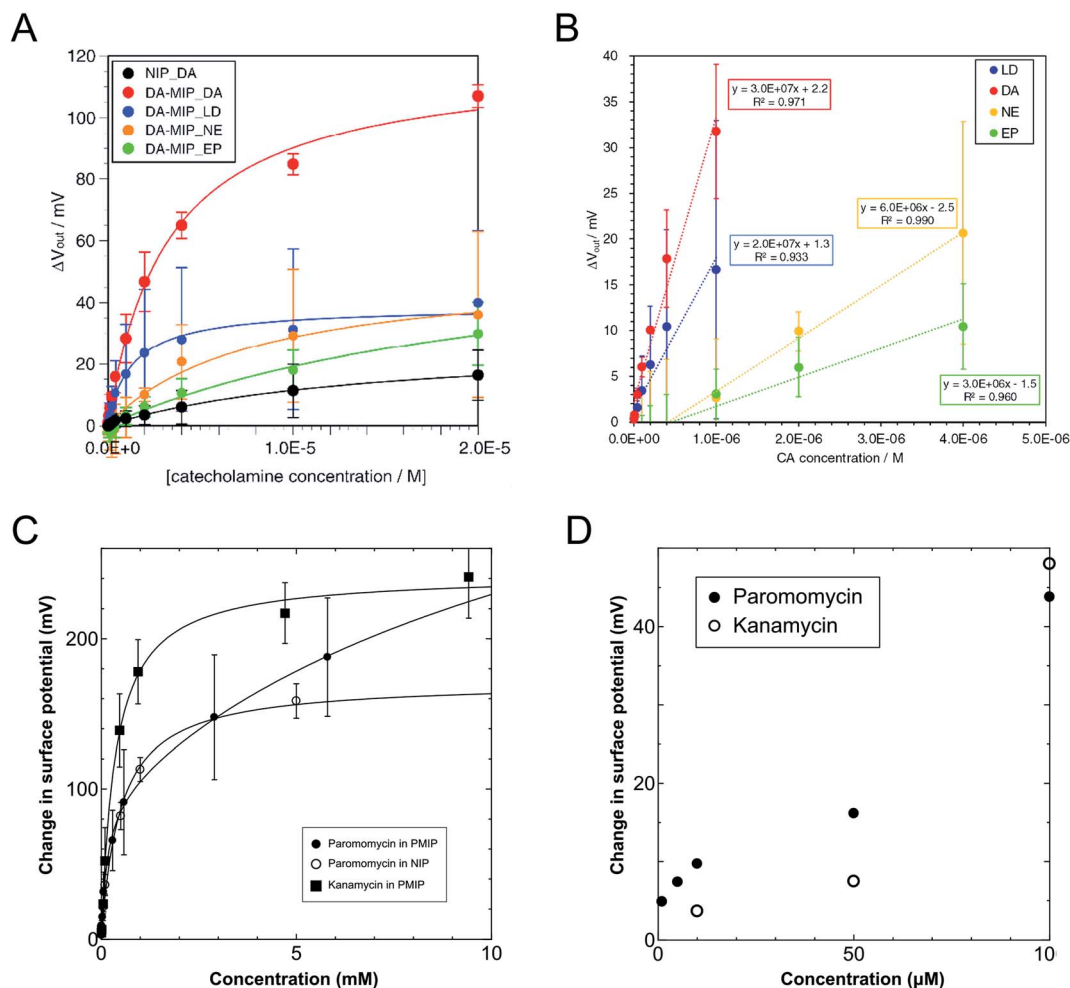 A
120
100
80
60
40
20
0
ΔVout / mV
NIP_DA
DA-MIP_DA
DA-MIP_LD
DA-MIP_NE
DA-MIP_EP
0.0E+0
1.0E-5
2.0E-5
[catecholamine concentration / M]
B
40
35
30
25
20
15
10
5
0
ΔVout / mV
y = 3.0E+07x + 2.2
R² = 0.971
LD
DA
NE
EP
y = 6.0E+06x - 2.5
R² = 0.990
y = 2.0E+07x + 1.3
R² = 0.933
y = 3.0E+06x - 1.5
R² = 0.960
0.0E+00
1.0E-06
2.0E-06
3.0E-06
4.0E-06
5.0E-06
CA concentration / M
C
200
100
0
Change in surface potential (mV)
Paromomycin in PMIP
Paromomycin in NIP
Kanamycin in PMIP
0
5
10
Concentration (mM)
D
40
20
0
Change in surface potential (mV)
Paromomycin
Kanamycin
0
50
100
Concentration (μM)